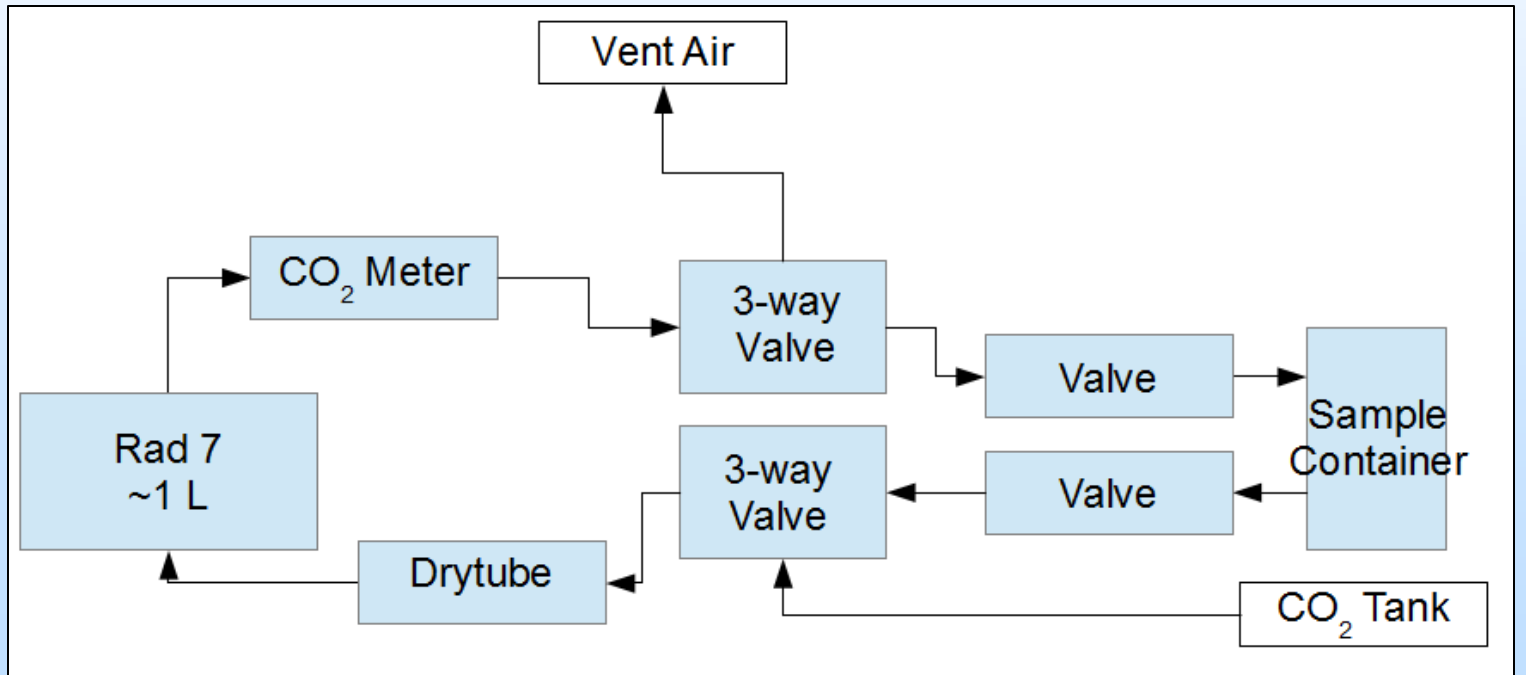 Vent Air
CO₂ Meter
3-way
Valve
Valve
Sample
Container
Rad 7
~1 L
3-way
Valve
Valve
Drytube
CO₂ Tank